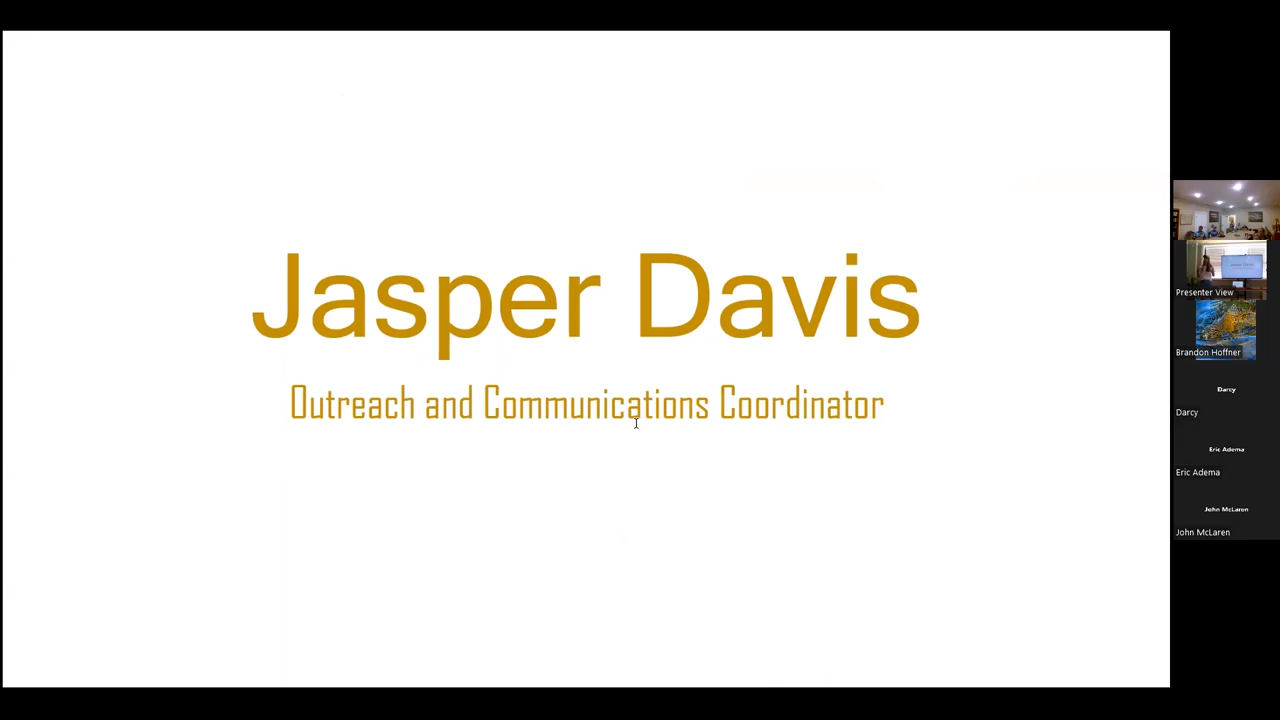 Jasper Davis
Outreach and Communications Coordinator
Presenter View
Brandon Hoffner
Darcy
Darcy
Eric Adema
Eric Adema
John McLaren
John McLaren